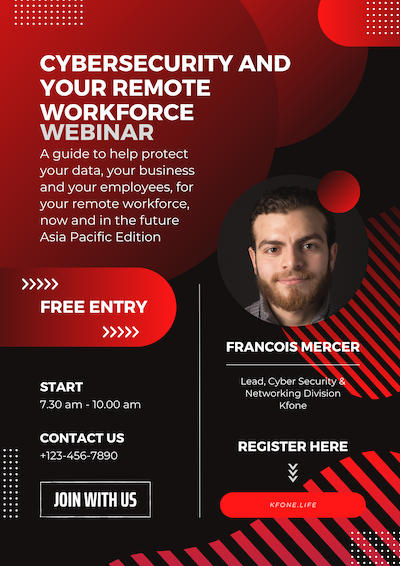 CYBERSECURITY AND
YOUR REMOTE
WORKFORCE
WEBINAR
A guide to help protect
your data, your business
and your employees, for
your remote workforce,
now and in the future
Asia Pacific Edition
FREE ENTRY
START
7.30 am - 10.00 am
CONTACT US
+123-456-7890
JOIN WITH US
FRANCOIS MERCER
Lead, Cyber Security &
Networking Division
Kfone
REGISTER HERE
KFONE.LIFE